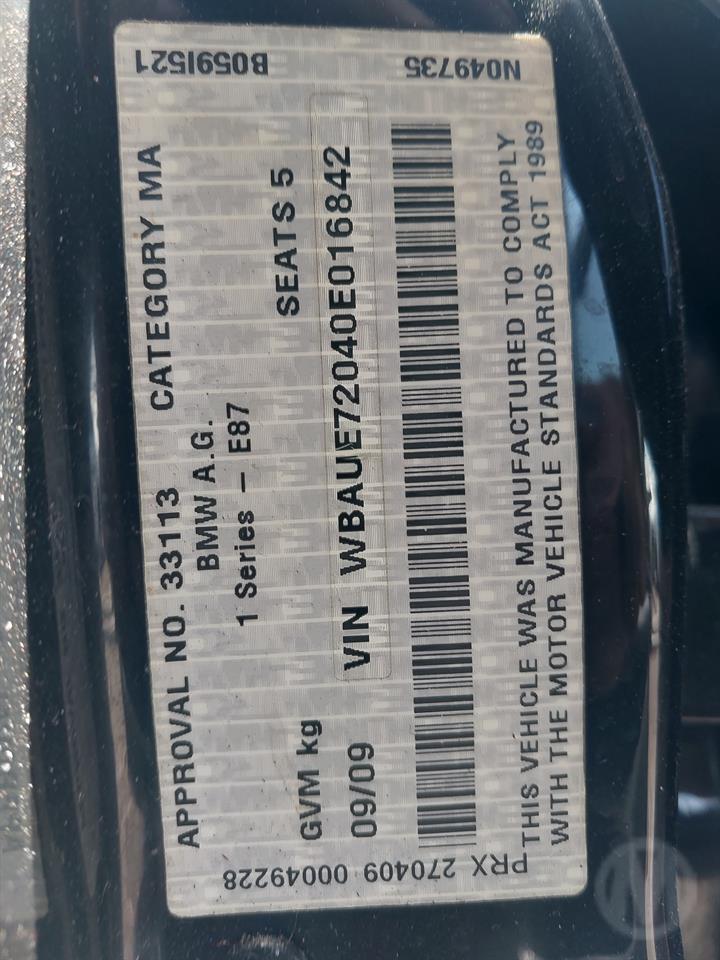 APPROVAL NO. 33113 CATEGORY MA
BMW A.G.
1 Series - E87
GVM kg SEATS 5
09/09 VIN WBAUE72040E016842
THIS VEHICLE WAS MANUFACTURED TO COMPLY
WITH THE MOTOR VEHICLE STANDARDS ACT 1989
PRX 270409 00049228
B059I521
N049735